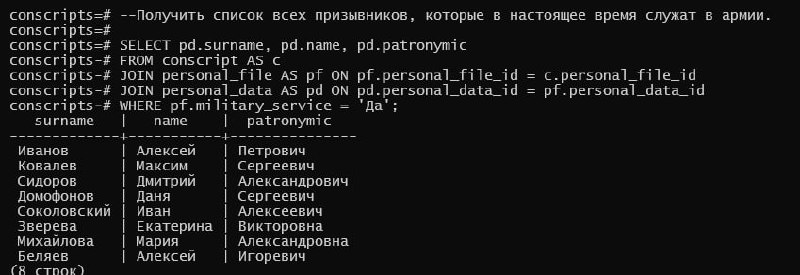 conscripts=# --Получить список всех призывников, которые в настоящее время служат в армии.
conscripts=#
conscripts=# SELECT pd.surname, pd.name, pd.patronymic
conscripts-# FROM conscript AS c
conscripts-# JOIN personal_file AS pf ON pf.personal_file_id = c.personal_file_id
conscripts-# JOIN personal_data AS pd ON pd.personal_data_id = pf.personal_data_id
conscripts-# WHERE pf.military_service = 'Да';
surname | name | patronymic
-------------+-----------+---------------
Иванов | Алексей | Петрович
Ковалев | Максим | Сергеевич
Сидоров | Дмитрий | Александрович
Домофонов | Даня | Сергеевич
Соколовский | Иван | Алексеевич
Зверева | Екатерина | Викторовна
Михайлова | Мария | Александровна
Беляев | Алексей | Игоревич
(8 строк)